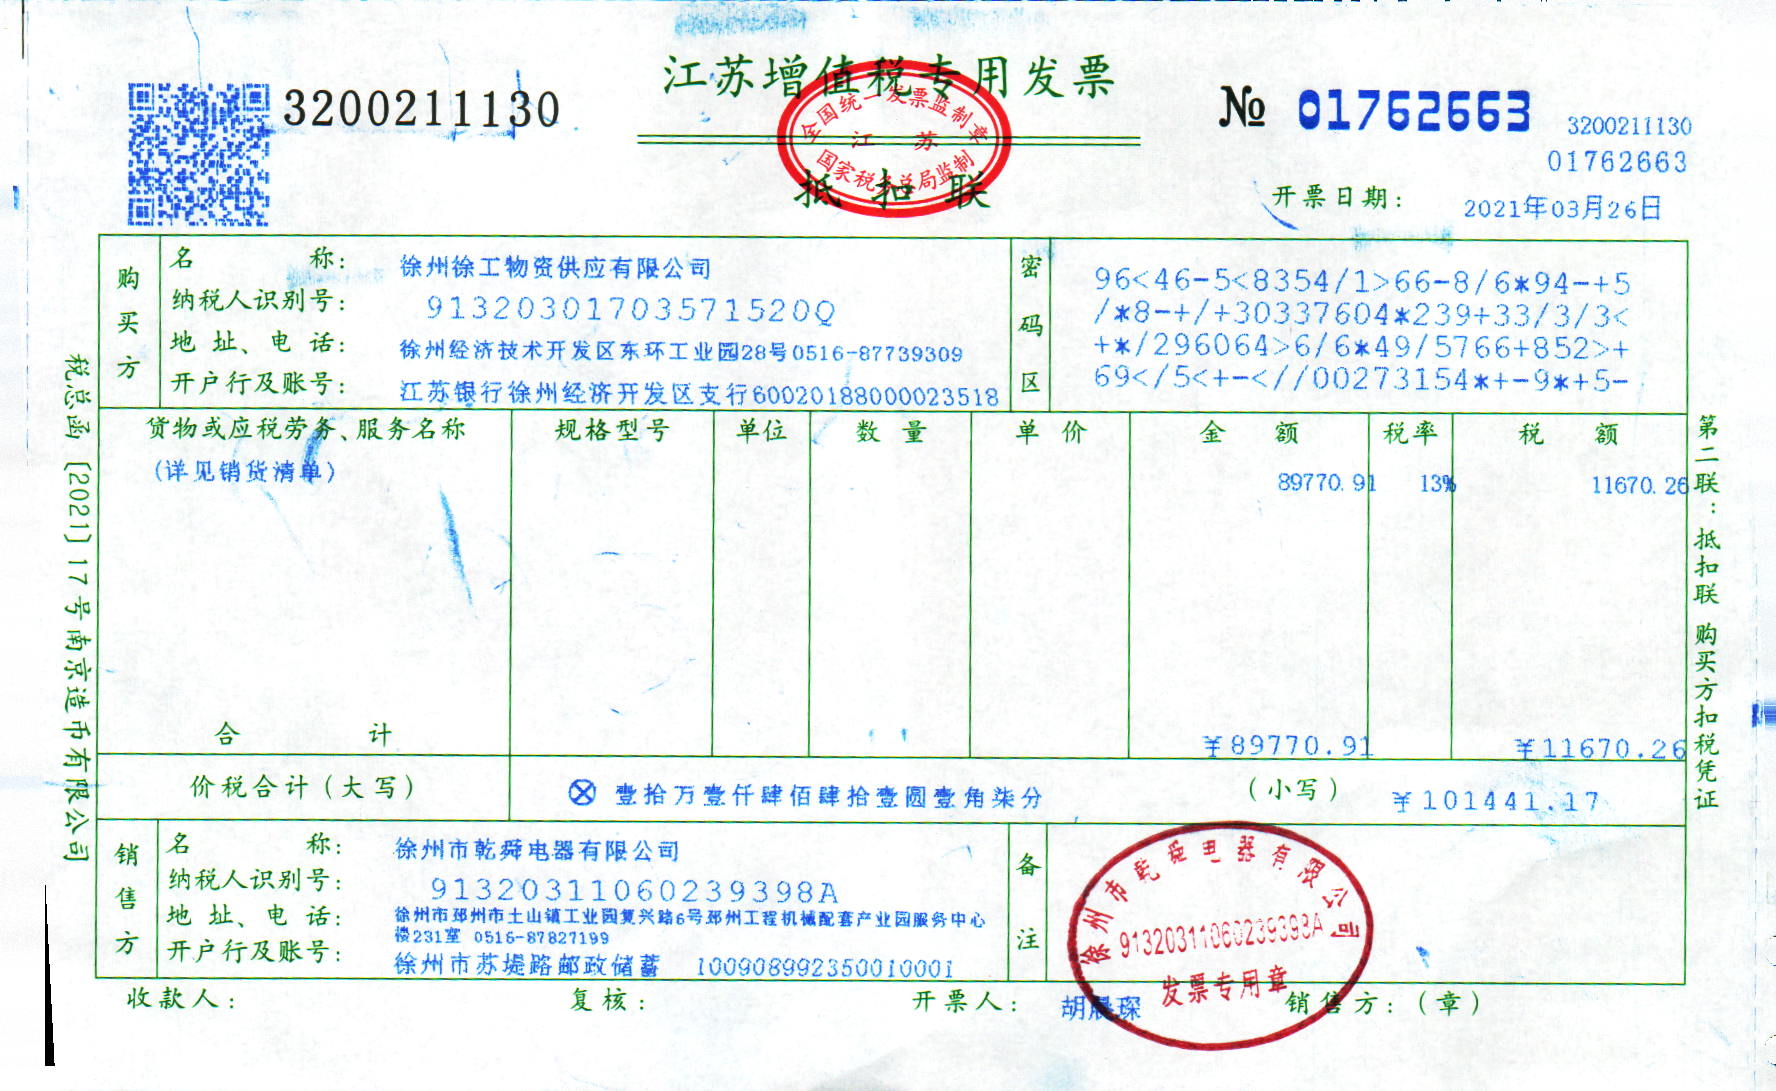 江苏增值税专用发票
3200211130
№ 01762663
3200211130
01762663
全国统一发票监制章
江 苏
国家税务总局监制
抵扣联
开票日期: 2021年03月26日
购买方
名 称: 徐州徐工物资供应有限公司
纳税人识别号: 91320301703571520Q
地址、电话: 徐州经济技术开发区东环工业园28号0516-87739309
开户行及账号: 江苏银行徐州经济开发区支行60020188000023518
密码区
96<46-5<8354/1>66-8/6*94-+5
/*8-+/+30337604*239+33/3/3<
+*/296064>6/6*49/5766+852>+
69</5<+-<//00273154*+-9*+5-
货物或应税劳务、服务名称 规格型号 单位 数量 单价 金额 税率 税额
(详见销货清单) 89770.91 13% 11670.26
合 计 ¥89770.91 ¥11670.26
价税合计(大写) ⊗ 壹拾万壹仟肆佰肆拾壹圆壹角柒分 (小写) ¥101441.17
销售方
名 称: 徐州市乾舜电器有限公司
纳税人识别号: 91320311060239398A
地址、电话: 徐州市邳州市土山镇工业园复兴路6号邳州工程机械配套产业园服务中心
楼231室 0516-87827199
开户行及账号: 徐州市苏堤路邮政储蓄 100908992350010001
备注
徐州市乾舜电器有限公司
91320311060239398A
发票专用章
收款人: 复核: 开票人: 胡晨琛 销售方:(章)
税总函〔2021〕17号南京造币有限公司
第二联:抵扣联 购买方扣税凭证